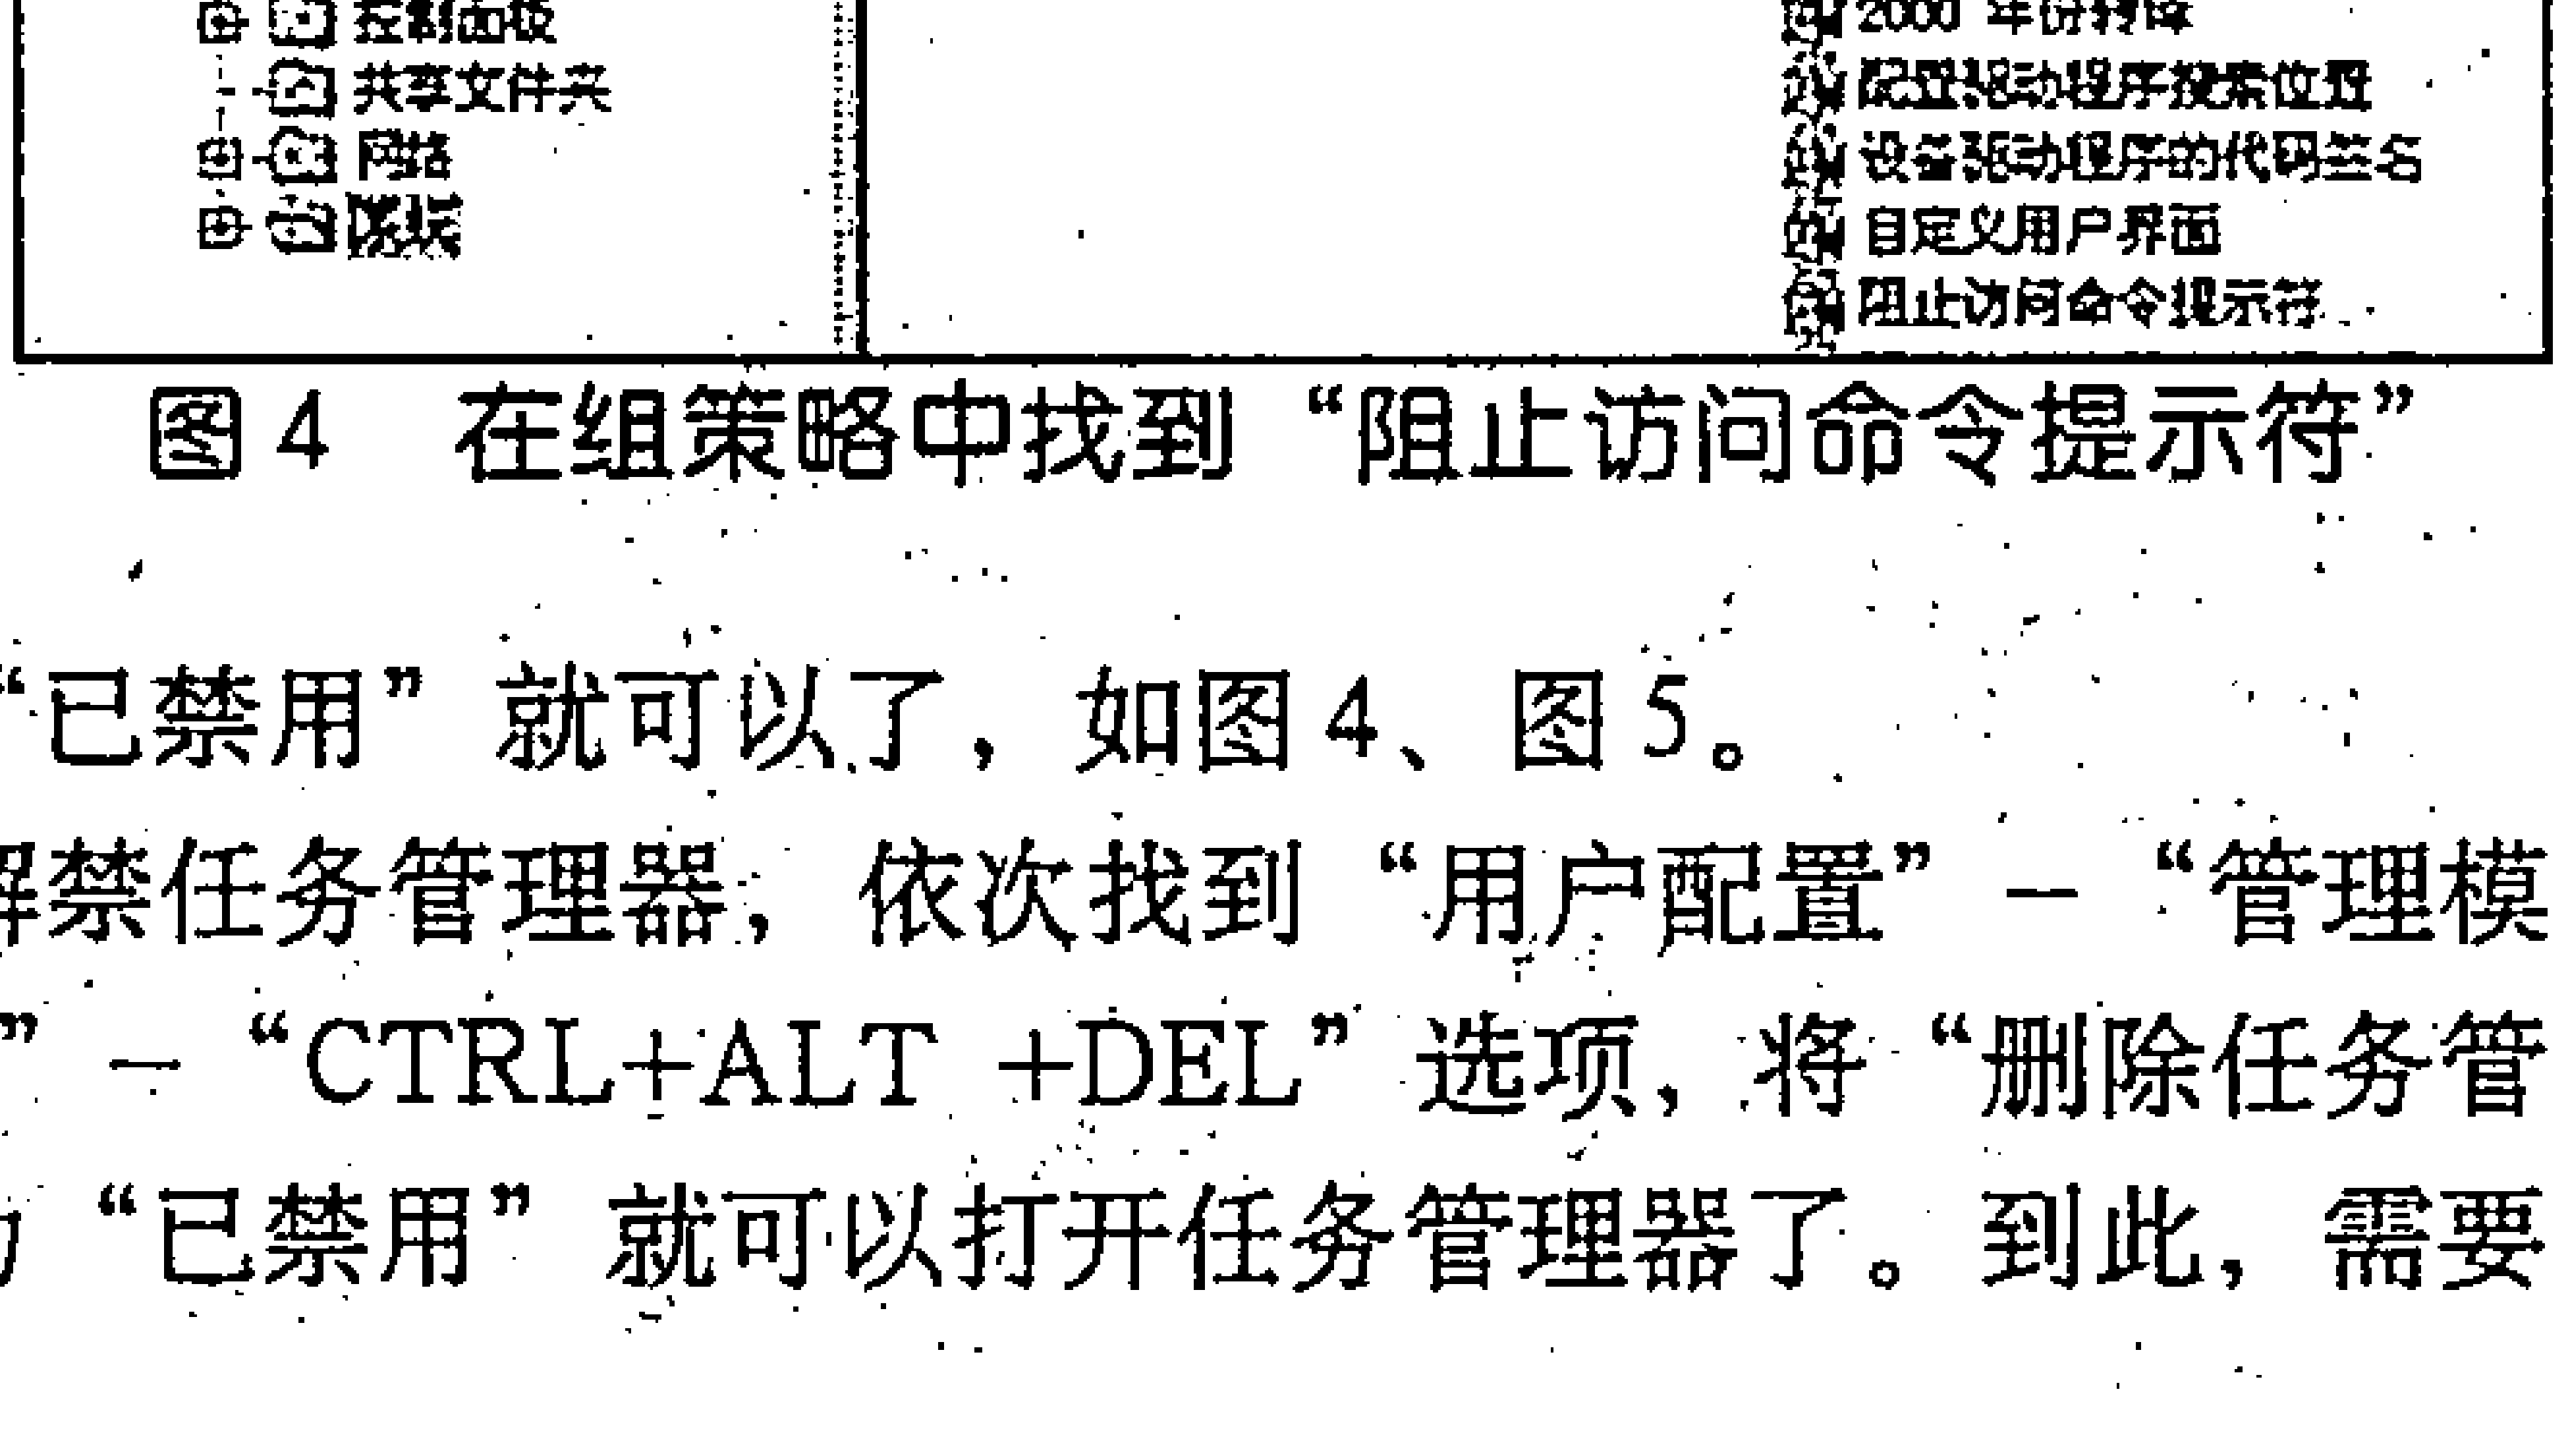 控制面板
共享文件夹
网络
系统
2000 年份转译
配置驱动程序搜索位置
设备驱动程序的代码签名
自定义用户界面
阻止访问命令提示符
图 4 在组策略中找到“阻止访问命令提示符”
“已禁用”就可以了，如图 4、图 5。
解禁任务管理器，依次找到“用户配置”－“管理模
”－“CTRL+ALT +DEL”选项，将“删除任务管
为“已禁用”就可以打开任务管理器了。到此，需要